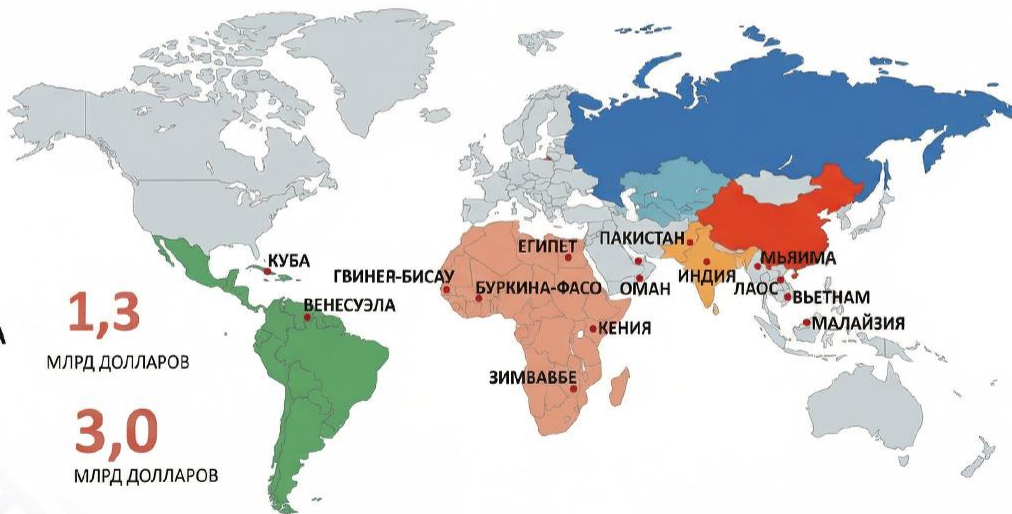 КУБА
ВЕНЕСУЭЛА
ГВИНЕЯ-БИСАУ
ЕГИПЕТ
БУРКИНА-ФАСО
КЕНИЯ
ЗИМВАВБЕ
ПАКИСТАН
ОМАН
ИНДИЯ
МЬЯИМА
ЛАОС
ВЬЕТНАМ
МАЛАЙЗИЯ
А
1,3
МЛРД ДОЛЛАРОВ
3,0
МЛРД ДОЛЛАРОВ